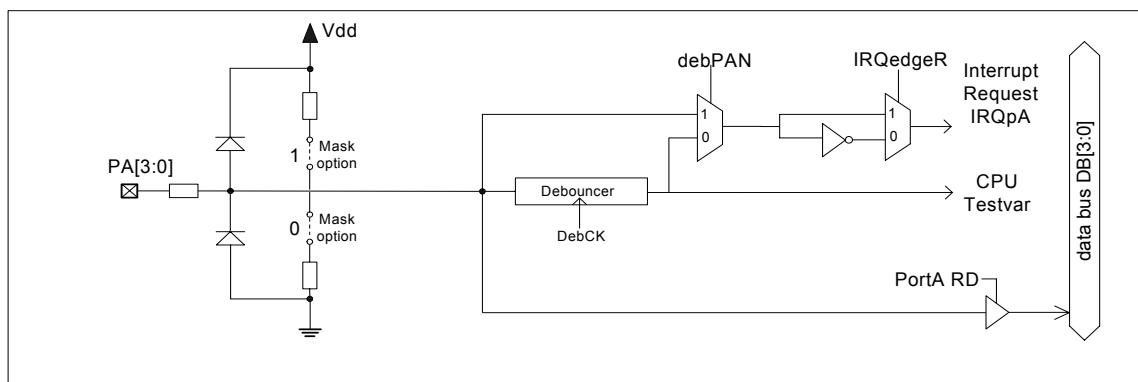 Vdd
debPAN
IRQedgeR
Interrupt
Request
IRQpA
1
0
1
0
1
Mask
option
PA[3:0]
0
Mask
option
Debouncer
DebCK
CPU
Testvar
PortA RD
data bus DB[3:0]